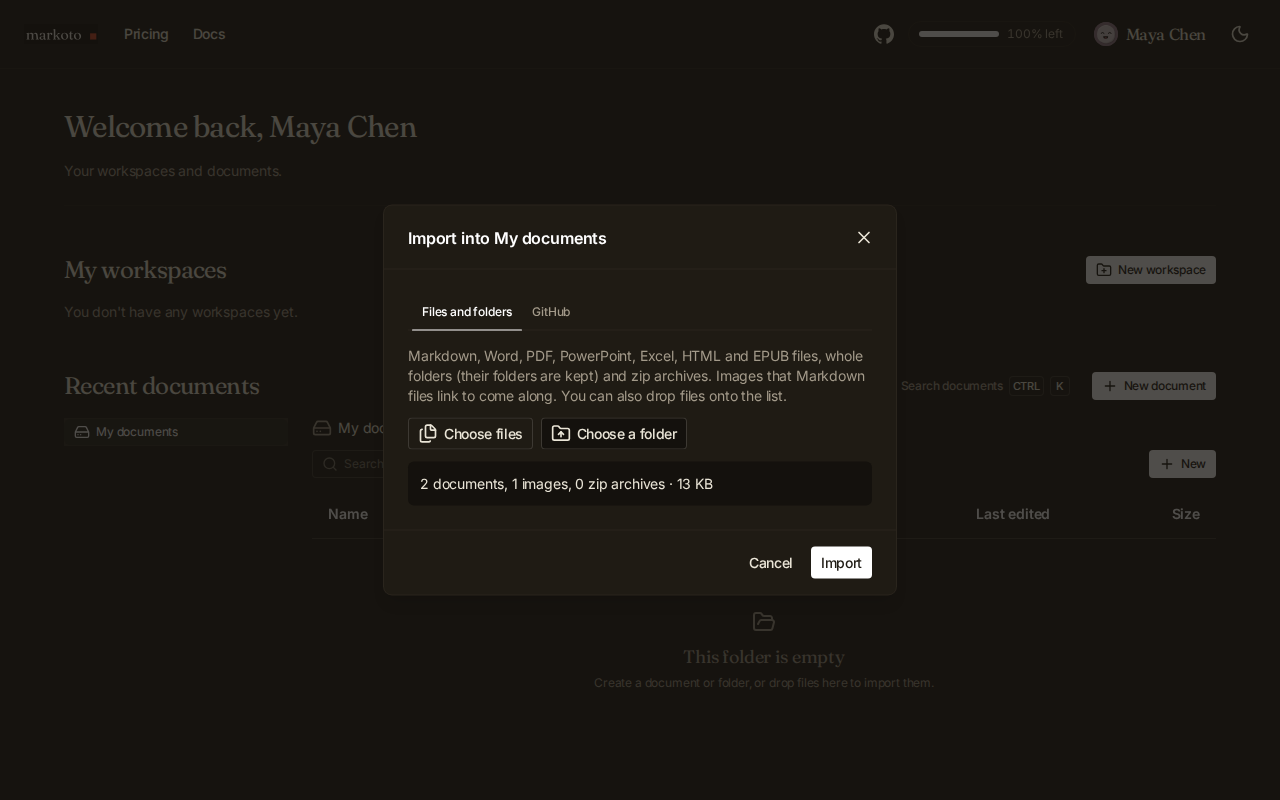 markoto
Pricing
Docs
100% left
Maya Chen
Welcome back, Maya Chen
Your workspaces and documents.
My workspaces
New workspace
You don't have any workspaces yet.
Recent documents
Search documents
CTRL
K
New document
My documents
My doc
Search
New
Name
Last edited
Size
This folder is empty
Create a document or folder, or drop files here to import them.
Import into My documents
Files and folders
GitHub
Markdown, Word, PDF, PowerPoint, Excel, HTML and EPUB files, whole
folders (their folders are kept) and zip archives. Images that Markdown
files link to come along. You can also drop files onto the list.
Choose files
Choose a folder
2 documents, 1 images, 0 zip archives · 13 KB
Cancel
Import